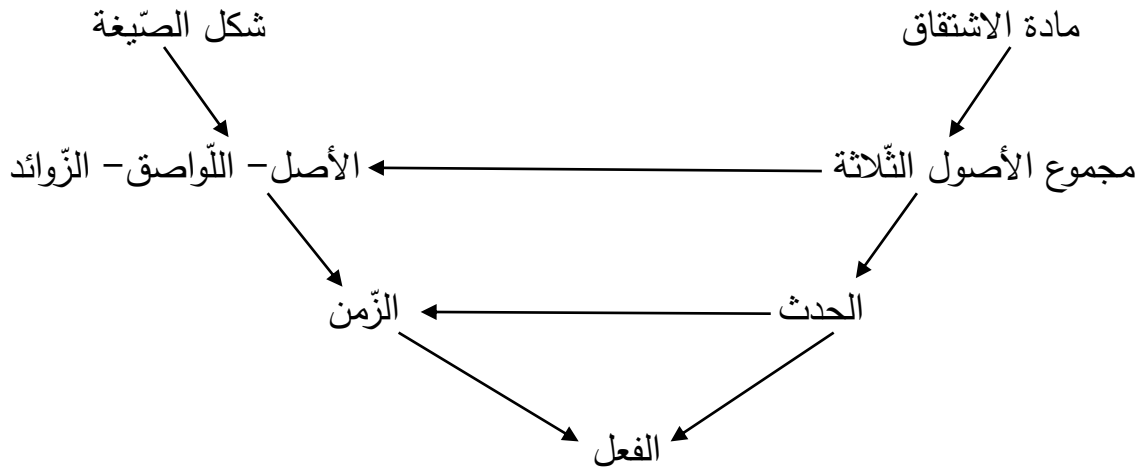 مادة الاشتقاق
شكل الصّيغة
مجموع الأصول الثّلاثة
الأصل– اللّواصق– الزّوائد
الحدث
الزّمن
الفعل